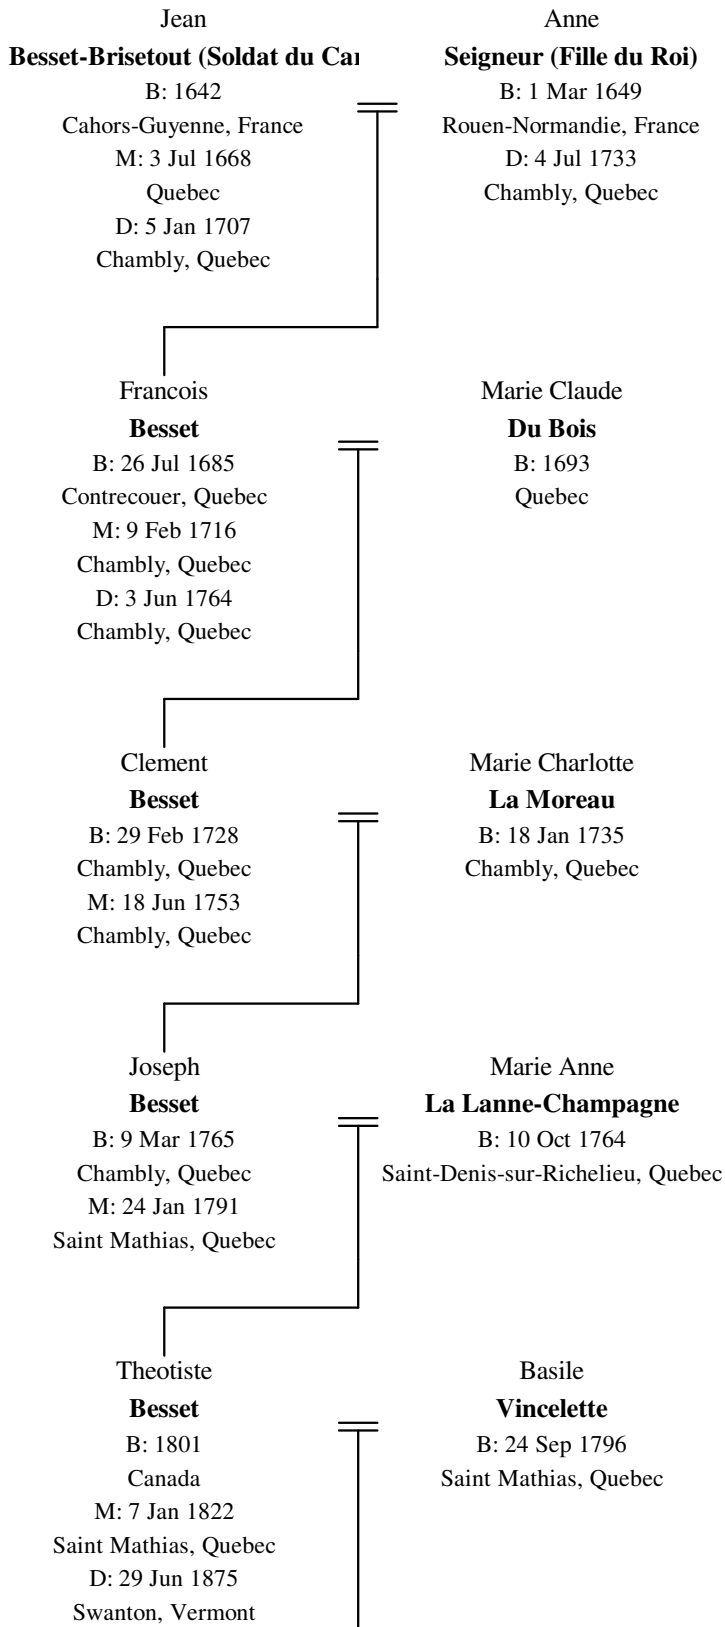 Jean
Besset-Brisetout (Soldat du Car
B: 1642
Cahors-Guyenne, France
M: 3 Jul 1668
Quebec
D: 5 Jan 1707
Chambly, Quebec
Anne
Seigneur (Fille du Roi)
B: 1 Mar 1649
Rouen-Normandie, France
D: 4 Jul 1733
Chambly, Quebec
Francois
Besset
B: 26 Jul 1685
Contrecouer, Quebec
M: 9 Feb 1716
Chambly, Quebec
D: 3 Jun 1764
Chambly, Quebec
Marie Claude
Du Bois
B: 1693
Quebec
Clement
Besset
B: 29 Feb 1728
Chambly, Quebec
M: 18 Jun 1753
Chambly, Quebec
Marie Charlotte
La Moreau
B: 18 Jan 1735
Chambly, Quebec
Joseph
Besset
B: 9 Mar 1765
Chambly, Quebec
M: 24 Jan 1791
Saint Mathias, Quebec
Marie Anne
La Lanne-Champagne
B: 10 Oct 1764
Saint-Denis-sur-Richelieu, Quebec
Theotiste
Besset
B: 1801
Canada
M: 7 Jan 1822
Saint Mathias, Quebec
D: 29 Jun 1875
Swanton, Vermont
Basile
Vincelette
B: 24 Sep 1796
Saint Mathias, Quebec